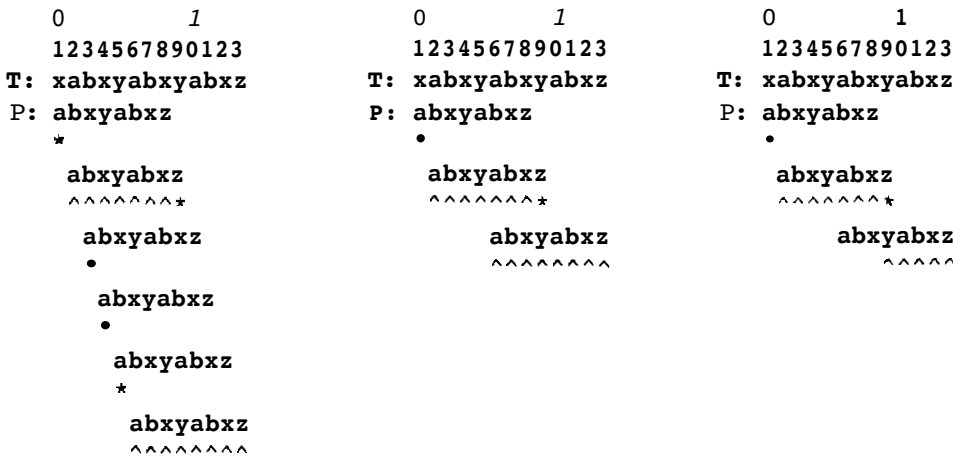 0 1 0 1 0 1
1234567890123 1234567890123 1234567890123
T: xabxyabxyabxz T: xabxyabxyabxz T: xabxyabxyabxz
P: abxyabxz P: abxyabxz P: abxyabxz
* • •
abxyabxz abxyabxz abxyabxz
^^^^^^^* ^^^^^^^* ^^^^^^^*
abxyabxz abxyabxz abxyabxz
• ^^^^^^^^ ^^^^^
abxyabxz
•
abxyabxz
*
abxyabxz
^^^^^^^^